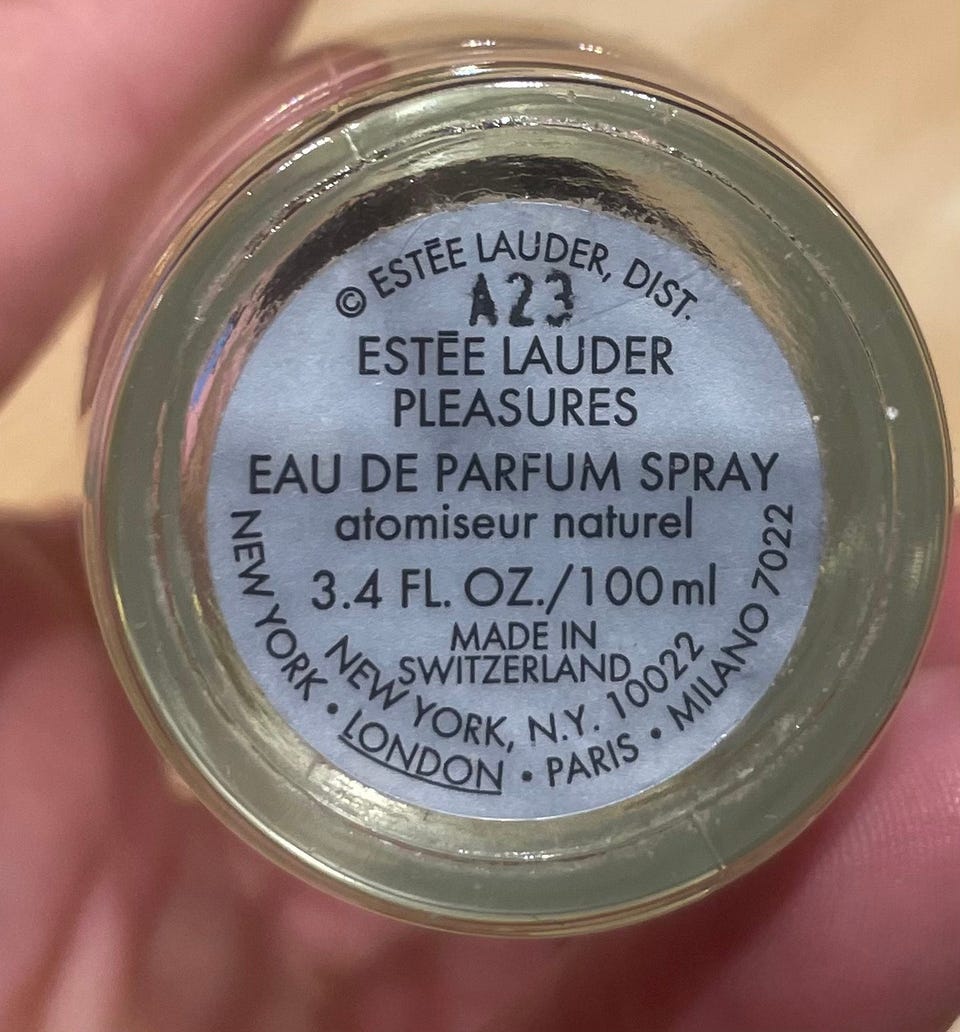 © ESTĒE LAUDER, DIST.
A23
ESTĒE LAUDER
PLEASURES
EAU DE PARFUM SPRAY
atomiseur naturel
3.4 FL. OZ./100ml
MADE IN
SWITZERLAND
NEW YORK, N.Y. 10022
NEW YORK • LONDON • PARIS • MILANO 7022